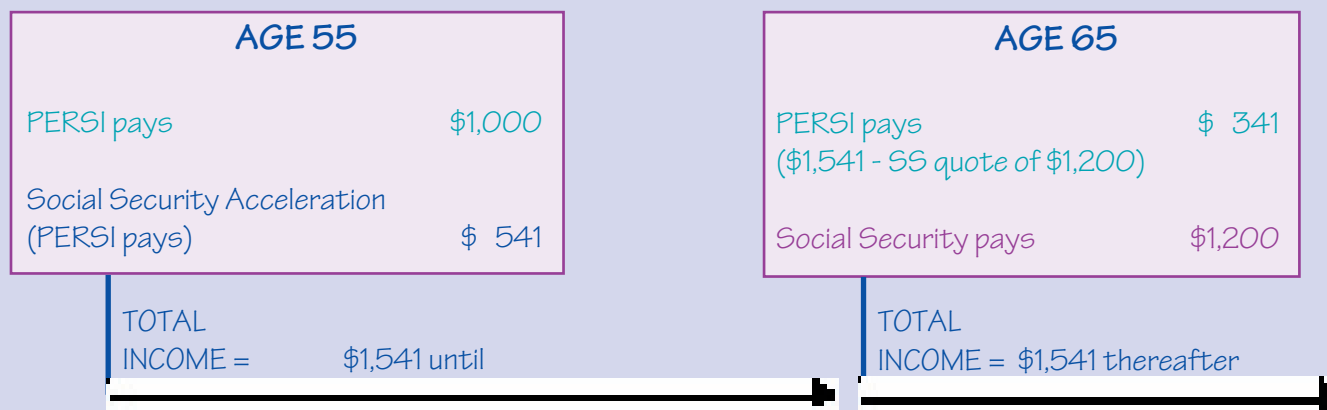 AGE 55
PERSI pays $1,000
Social Security Acceleration
(PERSI pays) $ 541
TOTAL
INCOME = $1,541 until
AGE 65
PERSI pays $ 341
($1,541 - SS quote of $1,200)
Social Security pays $1,200
TOTAL
INCOME = $1,541 thereafter